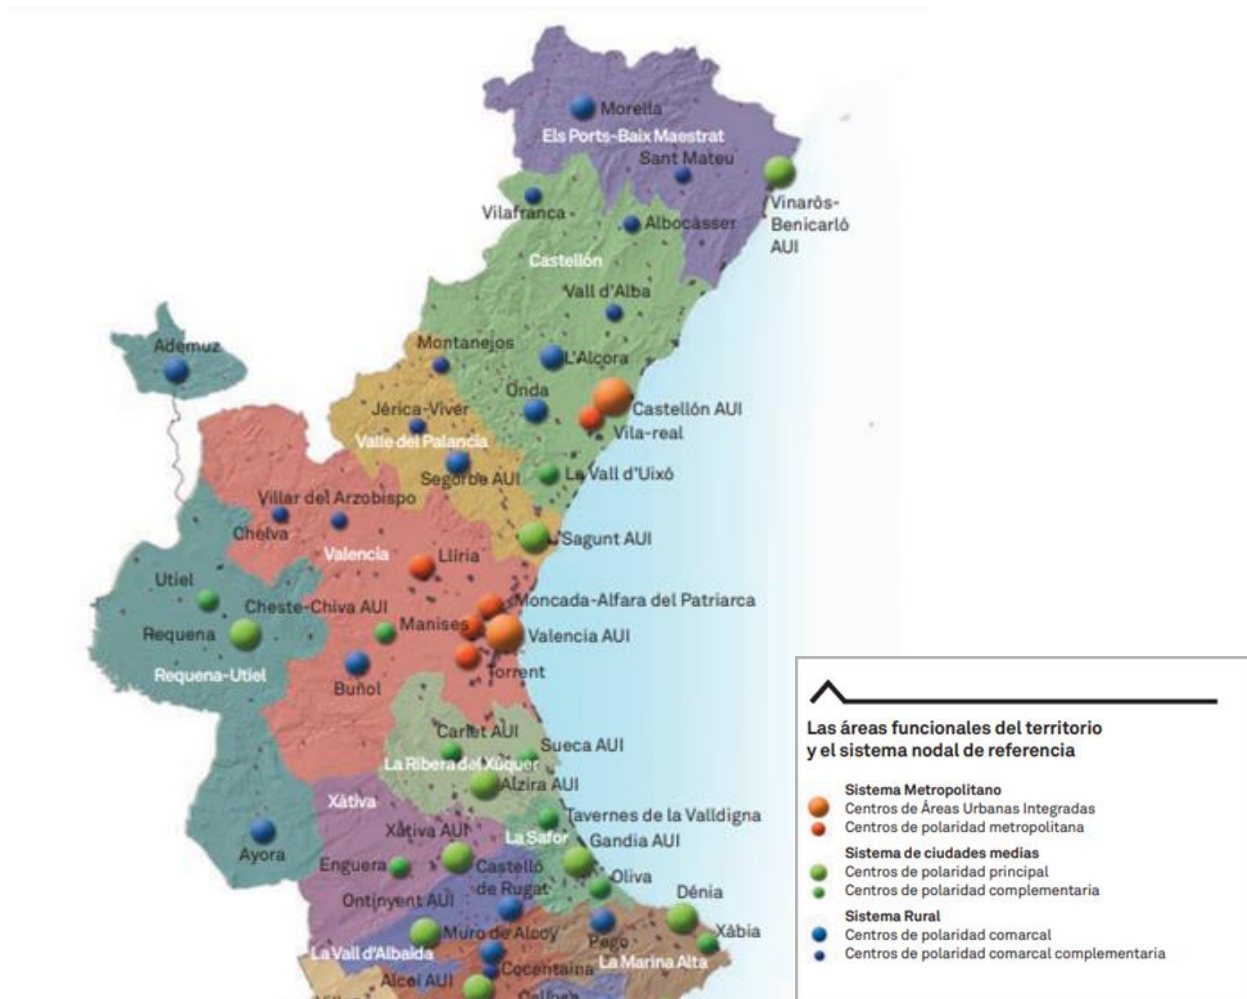 Morella
Els Ports-Baix Maestrat
Sant Mateu
Vilafranca
Albocàsser
Vinaròs-
Benicarló
AUI
Castellón
Vall d'Alba
Ademuz
Montanejos
L'Alcora
Onda
Castellón AUI
Jérica-Viver
Vila-real
Valle del Palancia
Segorbe AUI
La Vall d'Uixó
Villar del Arzobispo
Chelva
Sagunt AUI
Valencia
Llíria
Utiel
Cheste-Chiva AUI
Moncada-Alfara del Patriarca
Manises
Requena
Valencia AUI
Requena-Utiel
Torrent
Buñol
Carlet AUI
Sueca AUI
La Ribera del Xúquer
Alzira AUI
Xàtiva
Tavernes de la Valldigna
Xàtiva AUI
La Safor
Gandia AUI
Ayora
Enguera
Castelló
de Rugat
Oliva
Ontinyent AUI
Dénia
Muro de Alcoy
Pego
Xàbia
La Vall d'Albaida
La Marina Alta
Cocentaina
Alcoi AUI
Las áreas funcionales del territorio
y el sistema nodal de referencia
Sistema Metropolitano
Centros de Áreas Urbanas Integradas
Centros de polaridad metropolitana
Sistema de ciudades medias
Centros de polaridad principal
Centros de polaridad complementaria
Sistema Rural
Centros de polaridad comarcal
Centros de polaridad comarcal complementaria